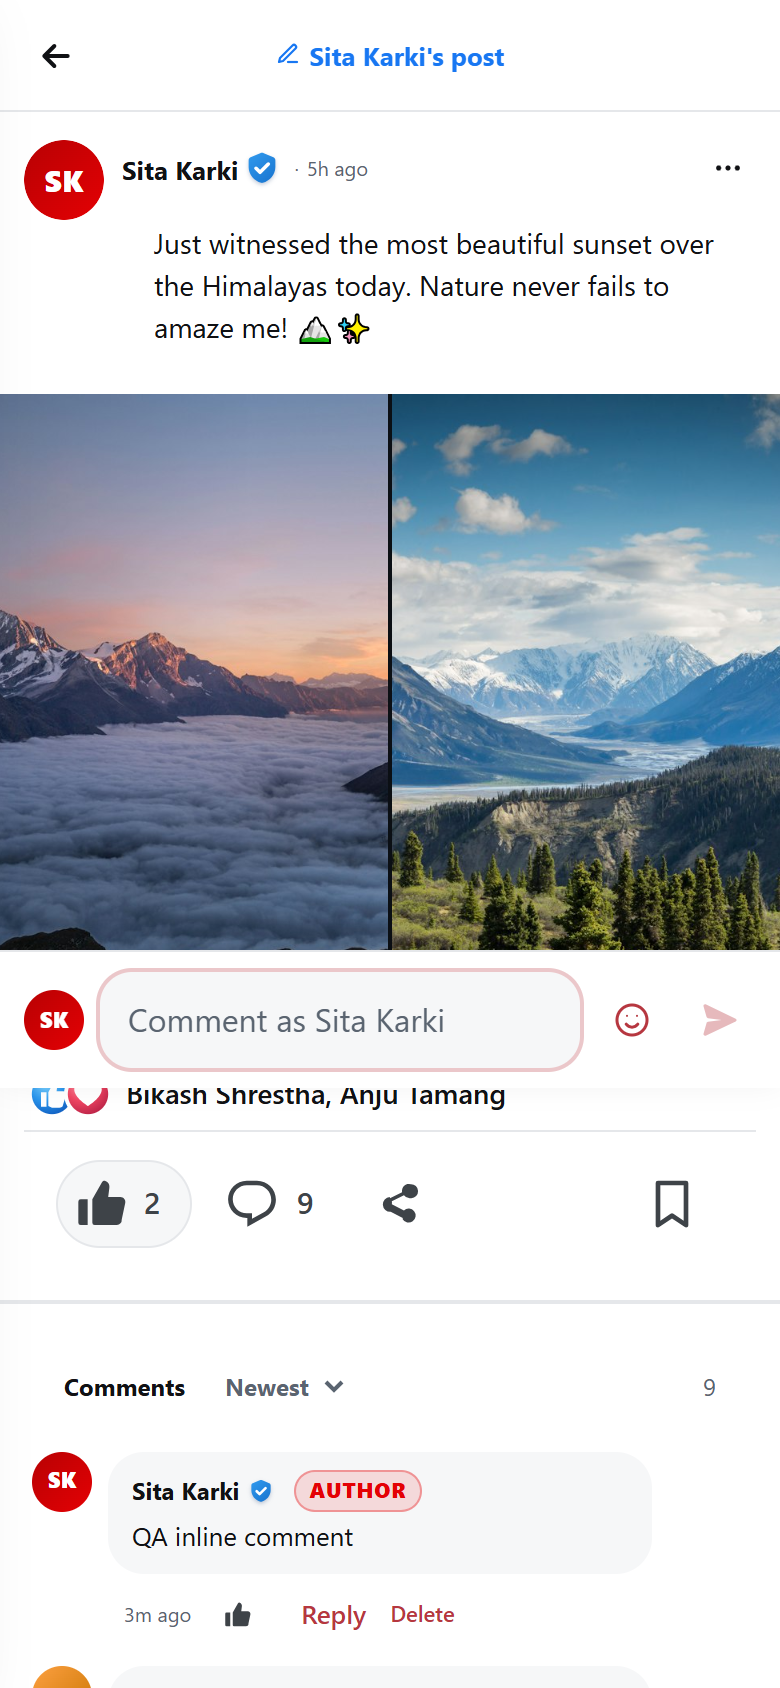 Sita Karki's post
SK
Sita Karki · 5h ago
Just witnessed the most beautiful sunset over
the Himalayas today. Nature never fails to
amaze me! 🏔️✨
SK
Comment as Sita Karki
Bikash Shrestha, Anju Tamang
2
9
Comments
Newest
9
SK
Sita Karki
AUTHOR
QA inline comment
3m ago
Reply
Delete